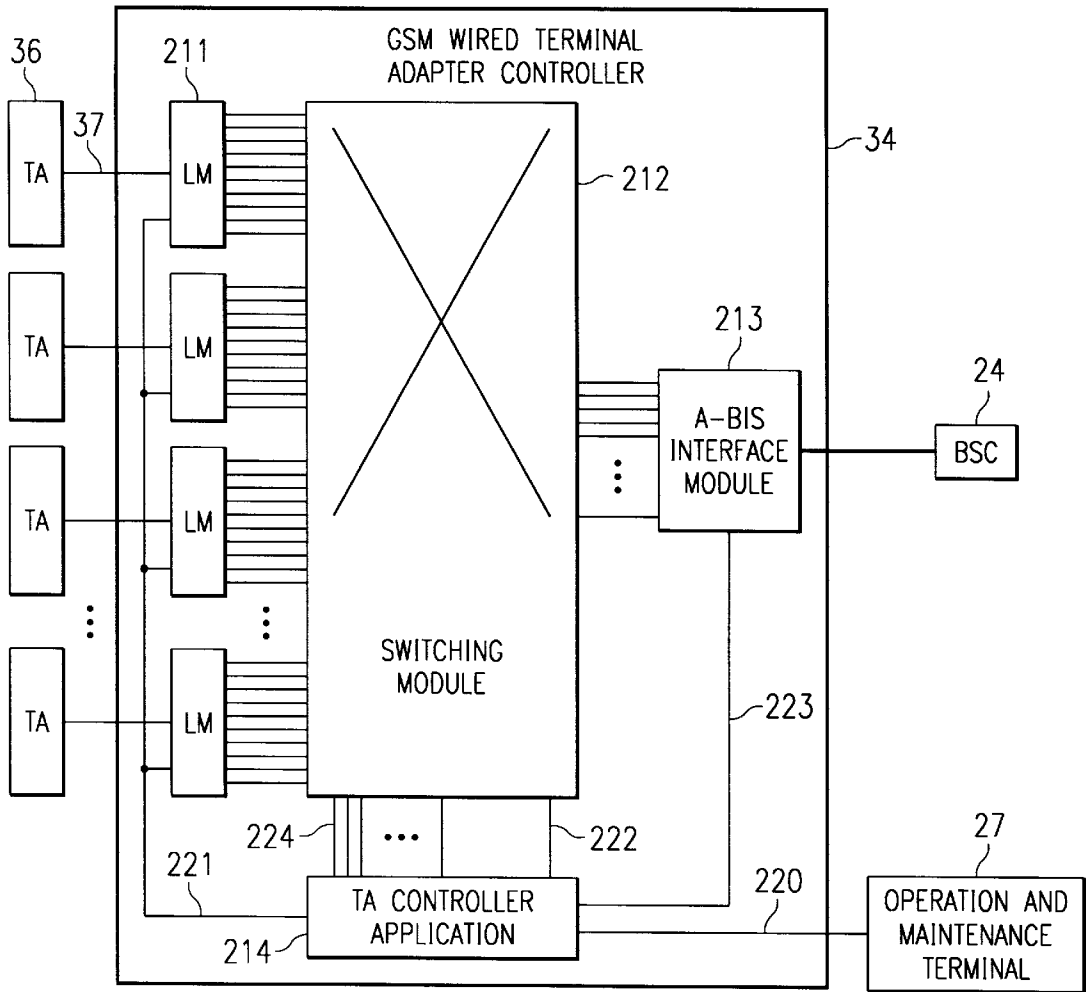 GSM WIRED TERMINAL
ADAPTER CONTROLLER
36
211
37
34
TA
LM
212
TA
LM
213
24
A-BIS
INTERFACE
MODULE
BSC
TA
LM
SWITCHING
MODULE
TA
LM
223
224
222
27
221
220
TA CONTROLLER
APPLICATION
214
OPERATION AND
MAINTENANCE
TERMINAL